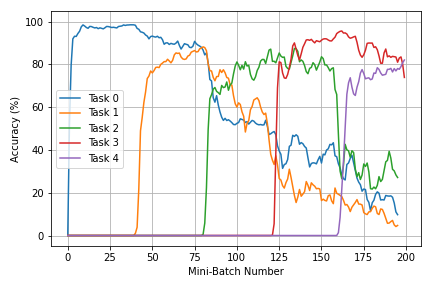 100
80
60
40
20
0
Accuracy (%)
Task 0
Task 1
Task 2
Task 3
Task 4
0 25 50 75 100 125 150 175 200
Mini-Batch Number